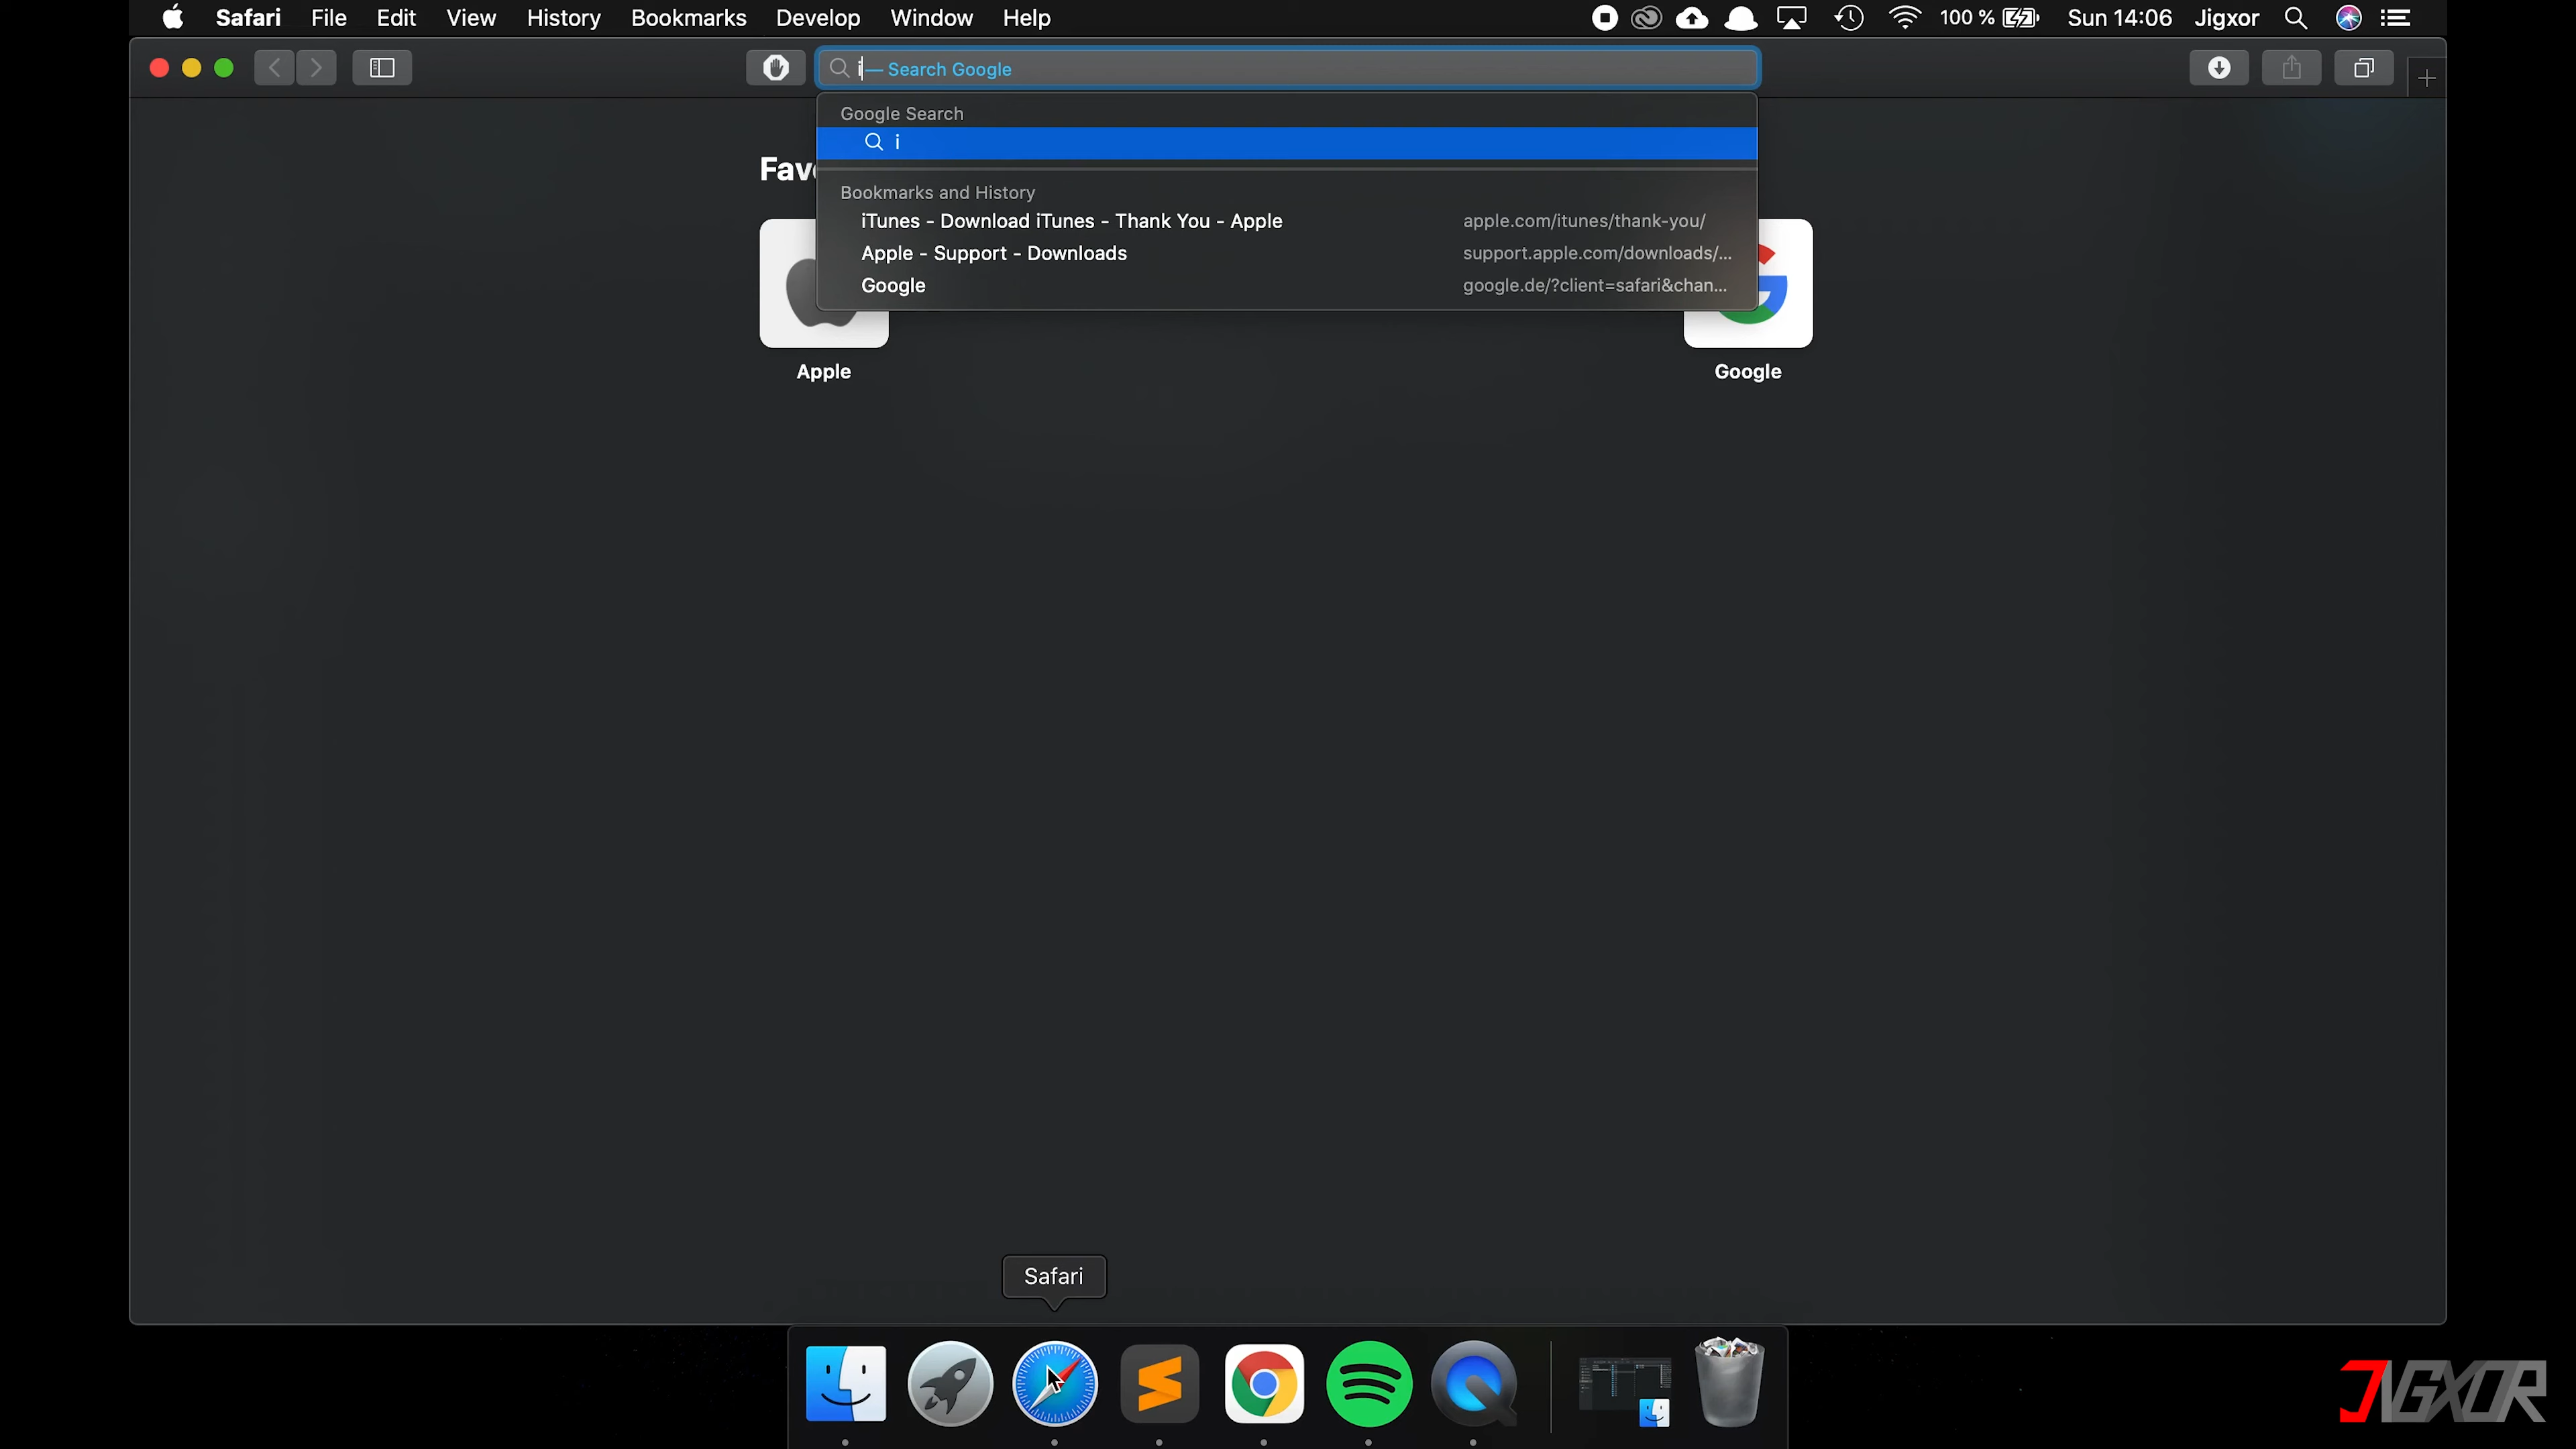 Safari File Edit View History Bookmarks Develop Window Help 100 % Sun 14:06 Jigxor
i — Search Google
Google Search
i
Favo
Bookmarks and History
iTunes - Download iTunes - Thank You - Apple apple.com/itunes/thank-you/
Apple - Support - Downloads support.apple.com/downloads/...
Google google.de/?client=safari&chan...
Apple Google
Safari
JIGXOR